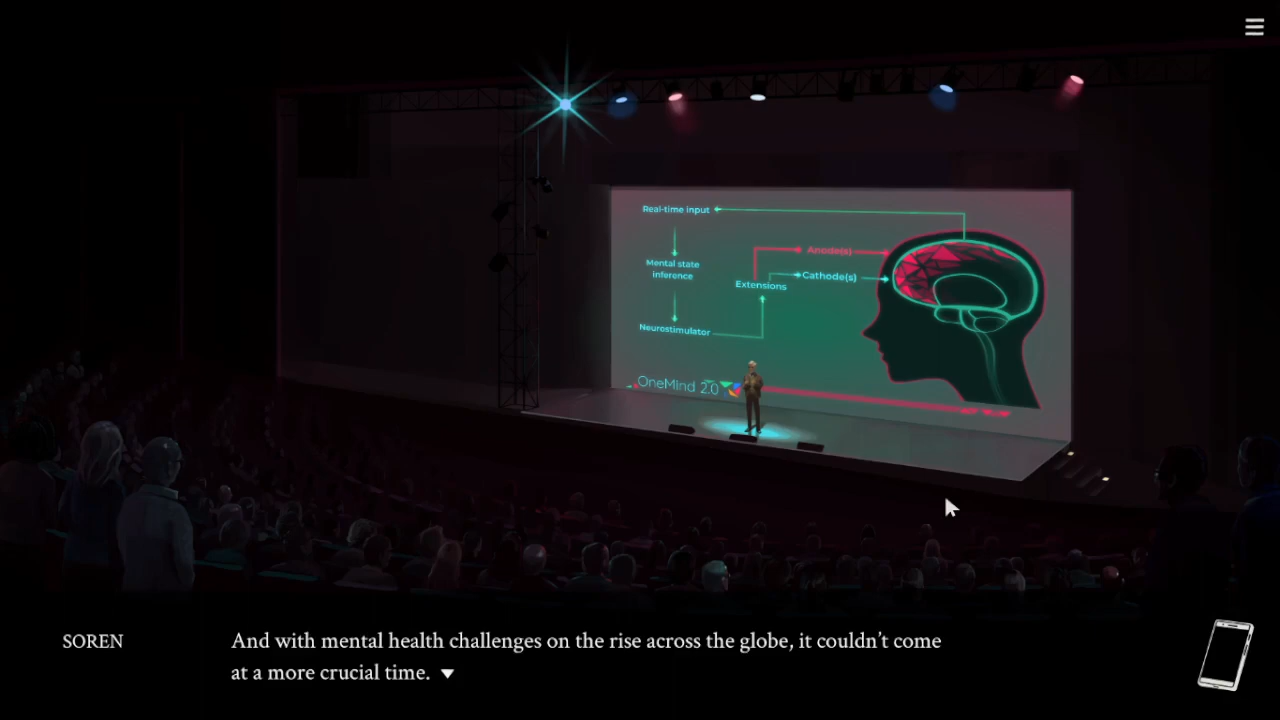 Real-time input
Anode(s)
Mental state
inference
Cathode(s)
Extensions
Neurostimulator
OneMind 2.0
SOREN
And with mental health challenges on the rise across the globe, it couldn't come
at a more crucial time.